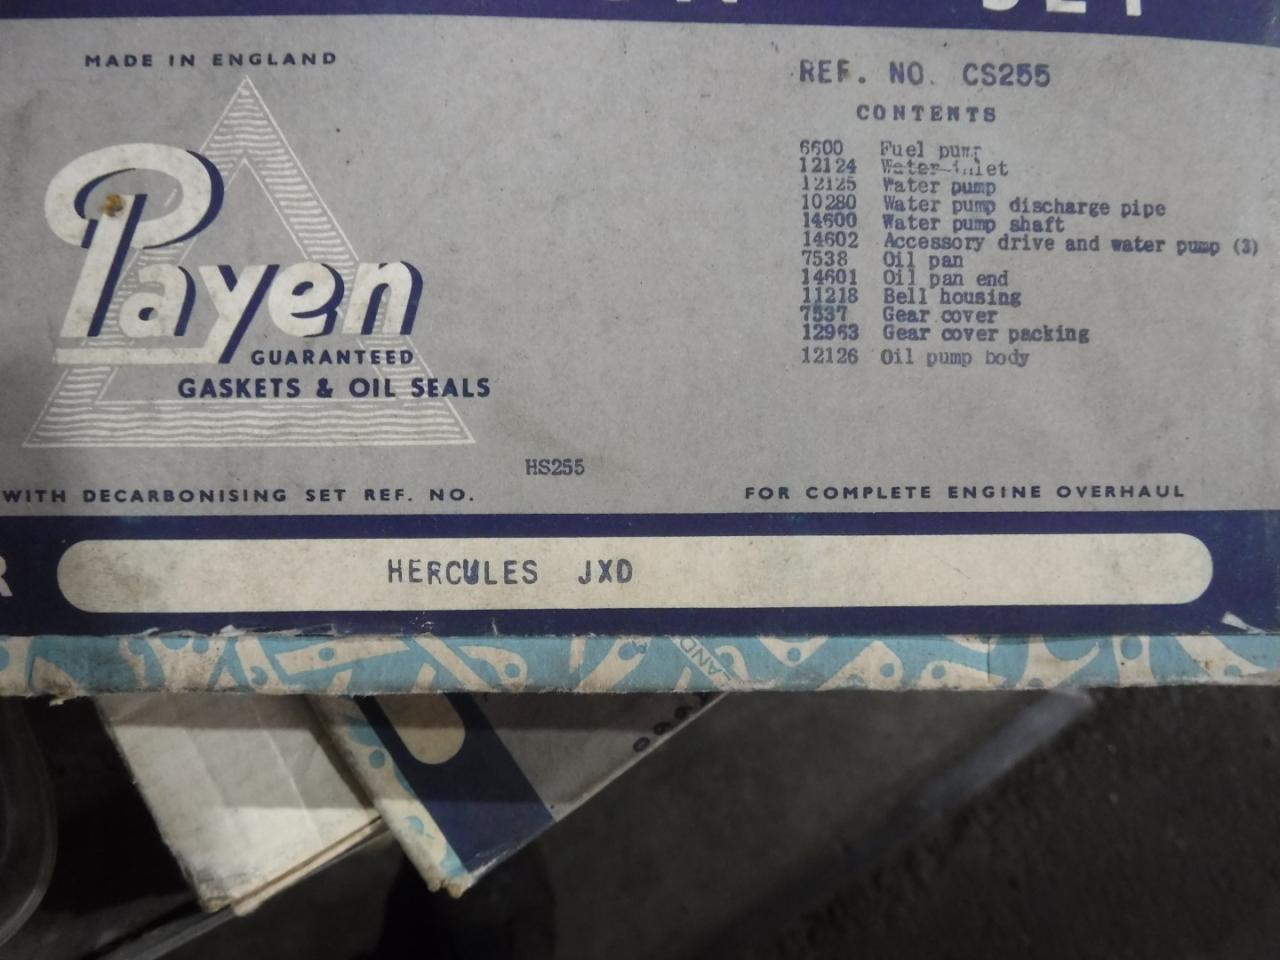 SET
MADE IN ENGLAND
Payen
GUARANTEED
GASKETS & OIL SEALS
REF. NO. CS255
CONTENTS
6600 Fuel pump
12124 Water inlet
12125 Water pump
10280 Water pump discharge pipe
14600 Water pump shaft
14602 Accessory drive and water pump (3)
7538 Oil pan
14601 Oil pan end
11218 Bell housing
7537 Gear cover
12963 Gear cover packing
12126 Oil pump body
HS255
WITH DECARBONISING SET REF. NO.
FOR COMPLETE ENGINE OVERHAUL
R
HERCULES JXD
LAND